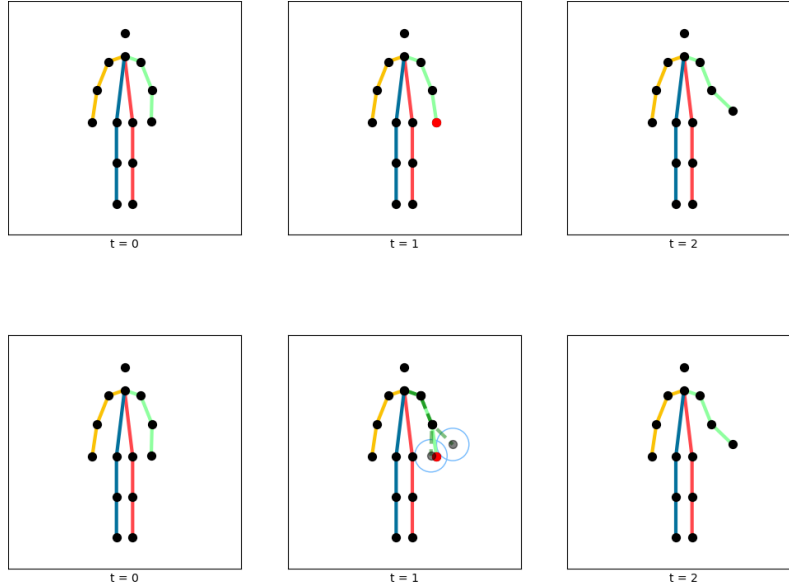 t = 0
t = 1
t = 2
t = 0
t = 1
t = 2